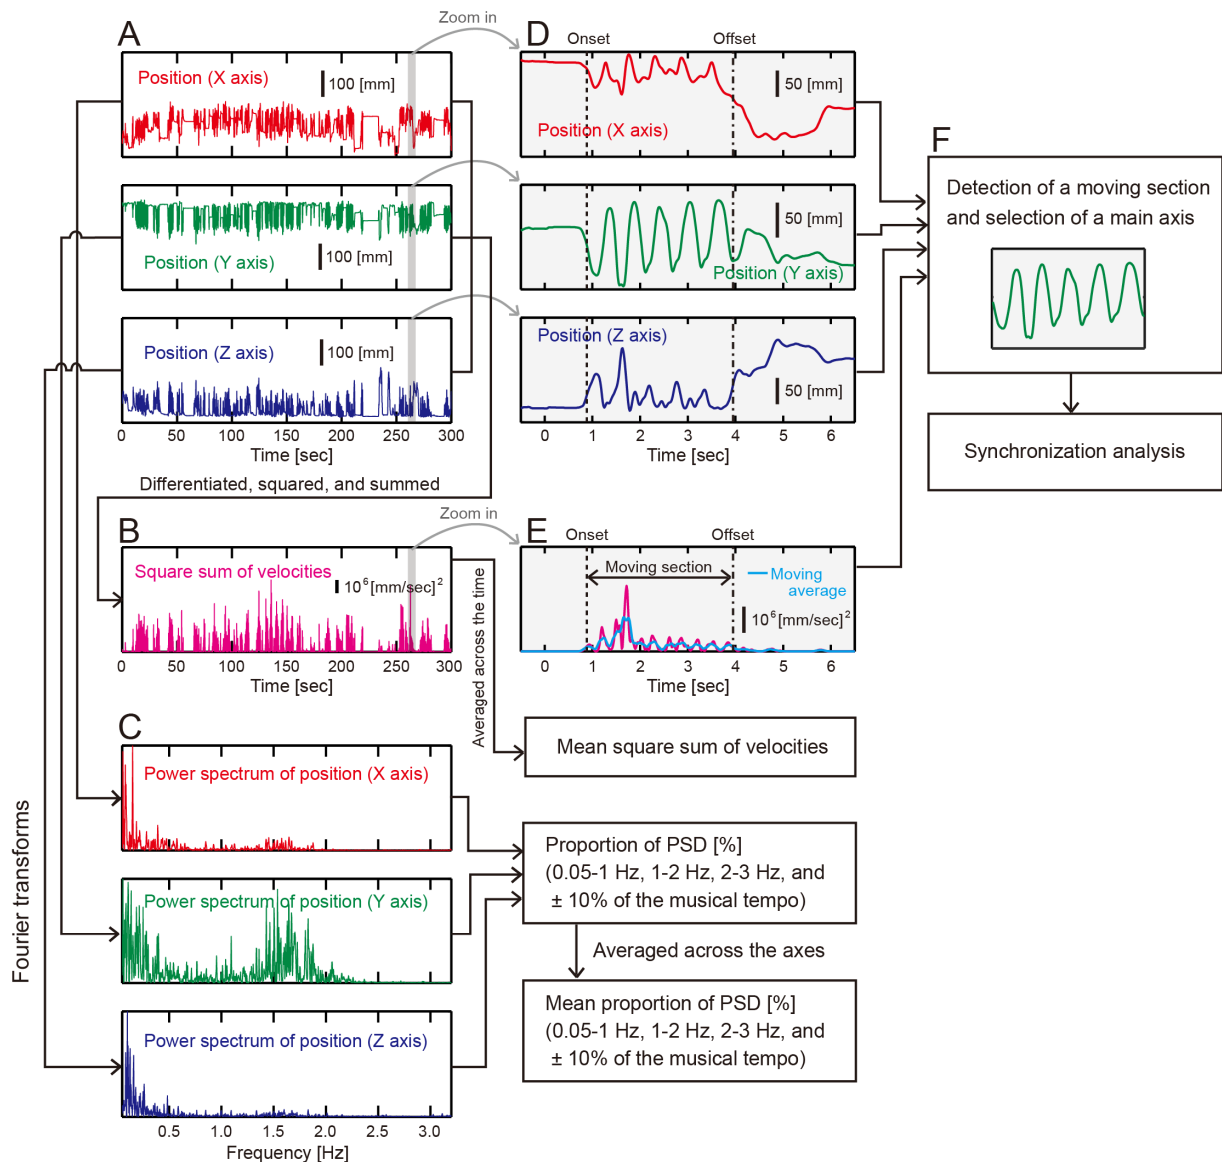 A
Zoom in
Position (X axis)
100 [mm]
Position (Y axis)
100 [mm]
Position (Z axis)
100 [mm]
0 50 100 150 200 250 300
Time [sec]
Differentiated, squared, and summed
D
Onset
Offset
50 [mm]
Position (X axis)
50 [mm]
Position (Y axis)
Position (Z axis)
50 [mm]
0 1 2 3 4 5 6
Time [sec]
F
Detection of a moving section
and selection of a main axis
Synchronization analysis
B
Zoom in
Square sum of velocities
10⁶[mm/sec]²
0 50 100 150 200 250 300
Time [sec]
Averaged across the time
E
Onset
Offset
Moving section
Moving
average
10⁶[mm/sec]²
0 1 2 3 4 5 6
Time [sec]
Mean square sum of velocities
C
Fourier transforms
Power spectrum of position (X axis)
Power spectrum of position (Y axis)
Power spectrum of position (Z axis)
0.5 1.0 1.5 2.0 2.5 3.0
Frequency [Hz]
Proportion of PSD [%]
(0.05-1 Hz, 1-2 Hz, 2-3 Hz, and
± 10% of the musical tempo)
Averaged across the axes
Mean proportion of PSD [%]
(0.05-1 Hz, 1-2 Hz, 2-3 Hz, and
± 10% of the musical tempo)